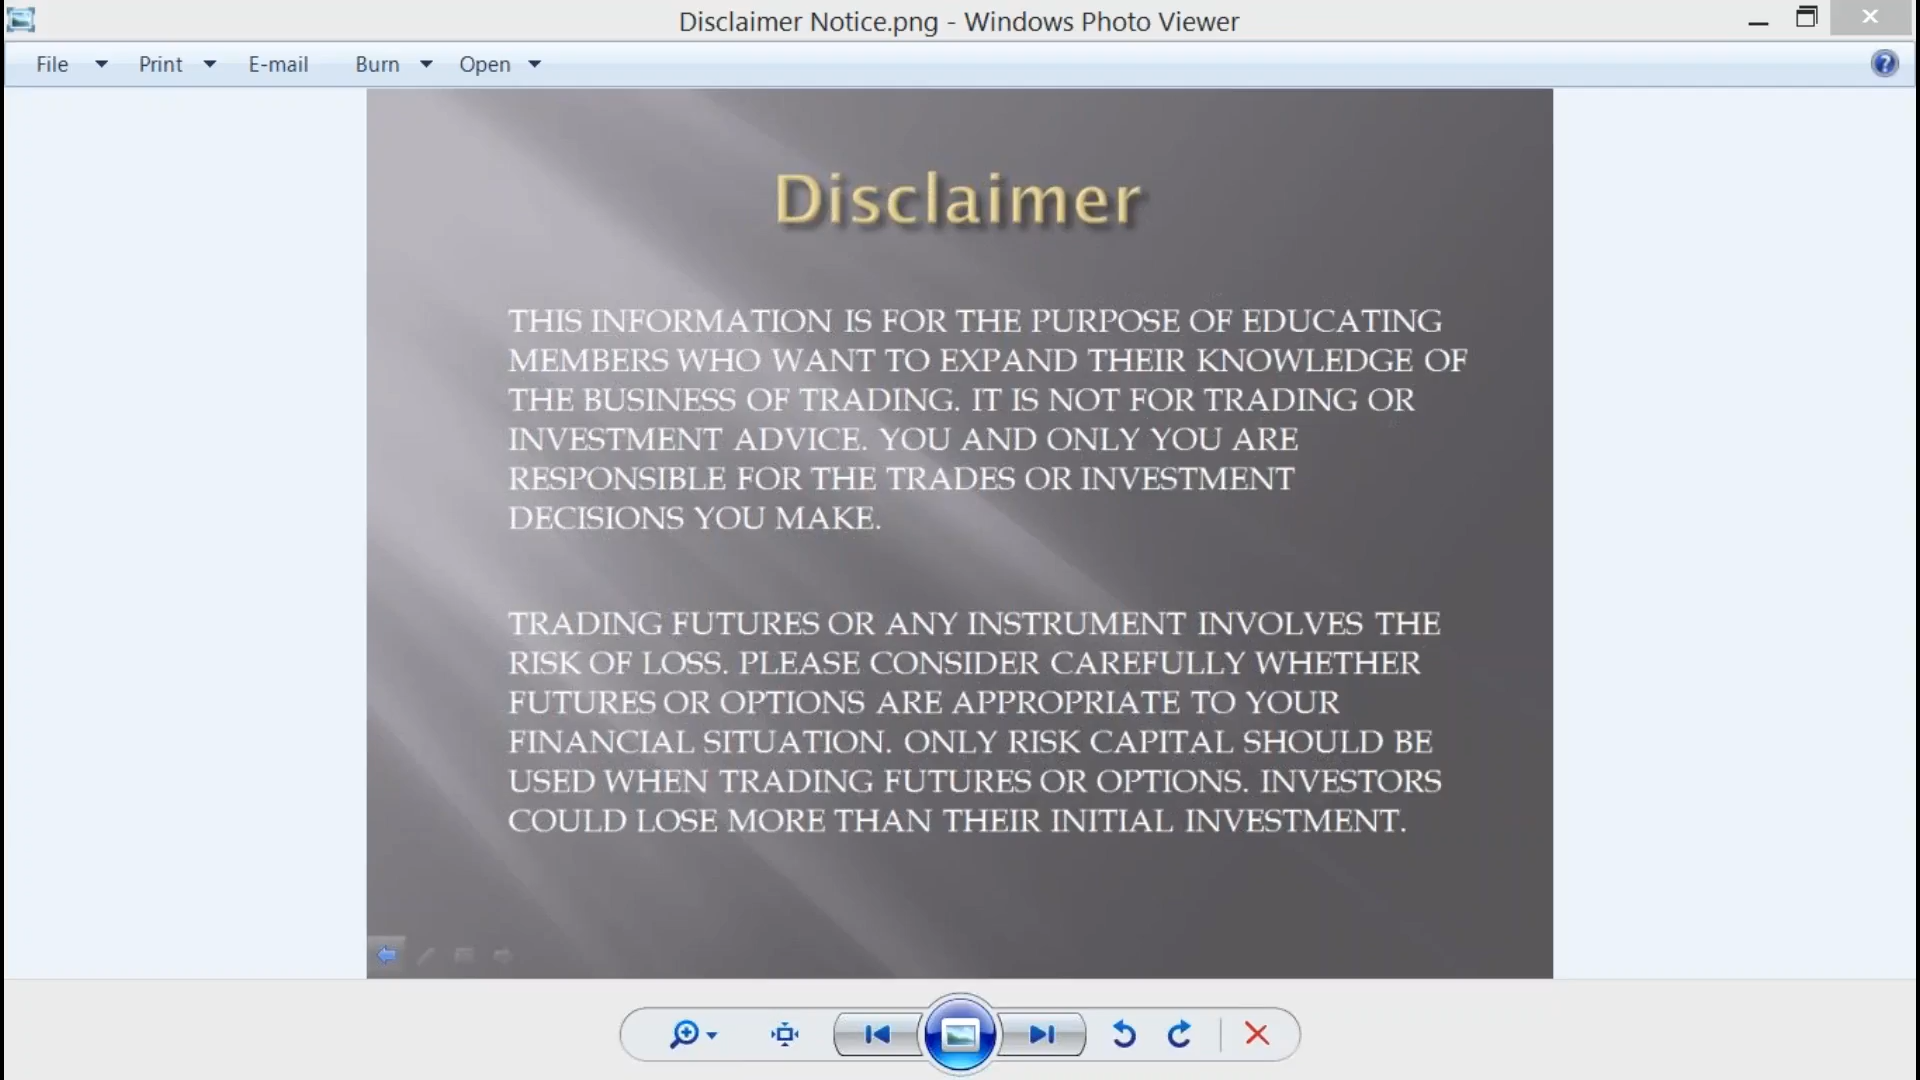 Disclaimer Notice.png - Windows Photo Viewer
File Print E-mail Burn Open
Disclaimer
THIS INFORMATION IS FOR THE PURPOSE OF EDUCATING
MEMBERS WHO WANT TO EXPAND THEIR KNOWLEDGE OF
THE BUSINESS OF TRADING. IT IS NOT FOR TRADING OR
INVESTMENT ADVICE. YOU AND ONLY YOU ARE
RESPONSIBLE FOR THE TRADES OR INVESTMENT
DECISIONS YOU MAKE.
TRADING FUTURES OR ANY INSTRUMENT INVOLVES THE
RISK OF LOSS. PLEASE CONSIDER CAREFULLY WHETHER
FUTURES OR OPTIONS ARE APPROPRIATE TO YOUR
FINANCIAL SITUATION. ONLY RISK CAPITAL SHOULD BE
USED WHEN TRADING FUTURES OR OPTIONS. INVESTORS
COULD LOSE MORE THAN THEIR INITIAL INVESTMENT.